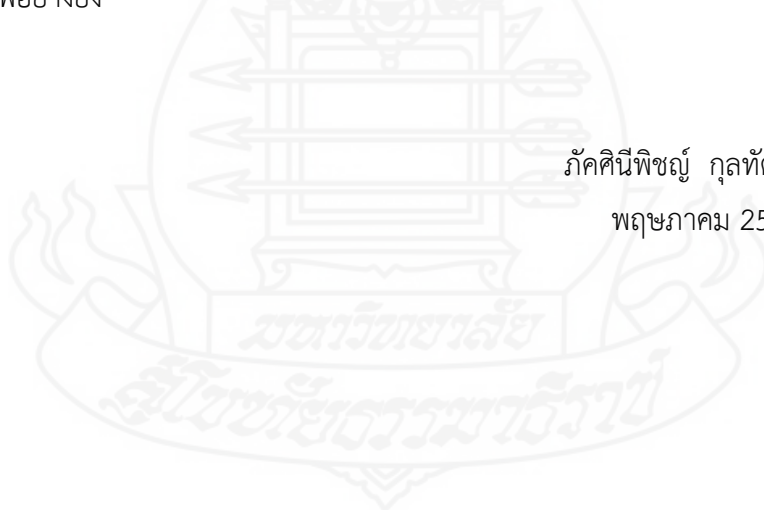 ภัคศินีพิชญ์ กุลทั
พฤษภาคม 25
มหาวิทยาลัย
สุโขทัยธรรมาธิราช